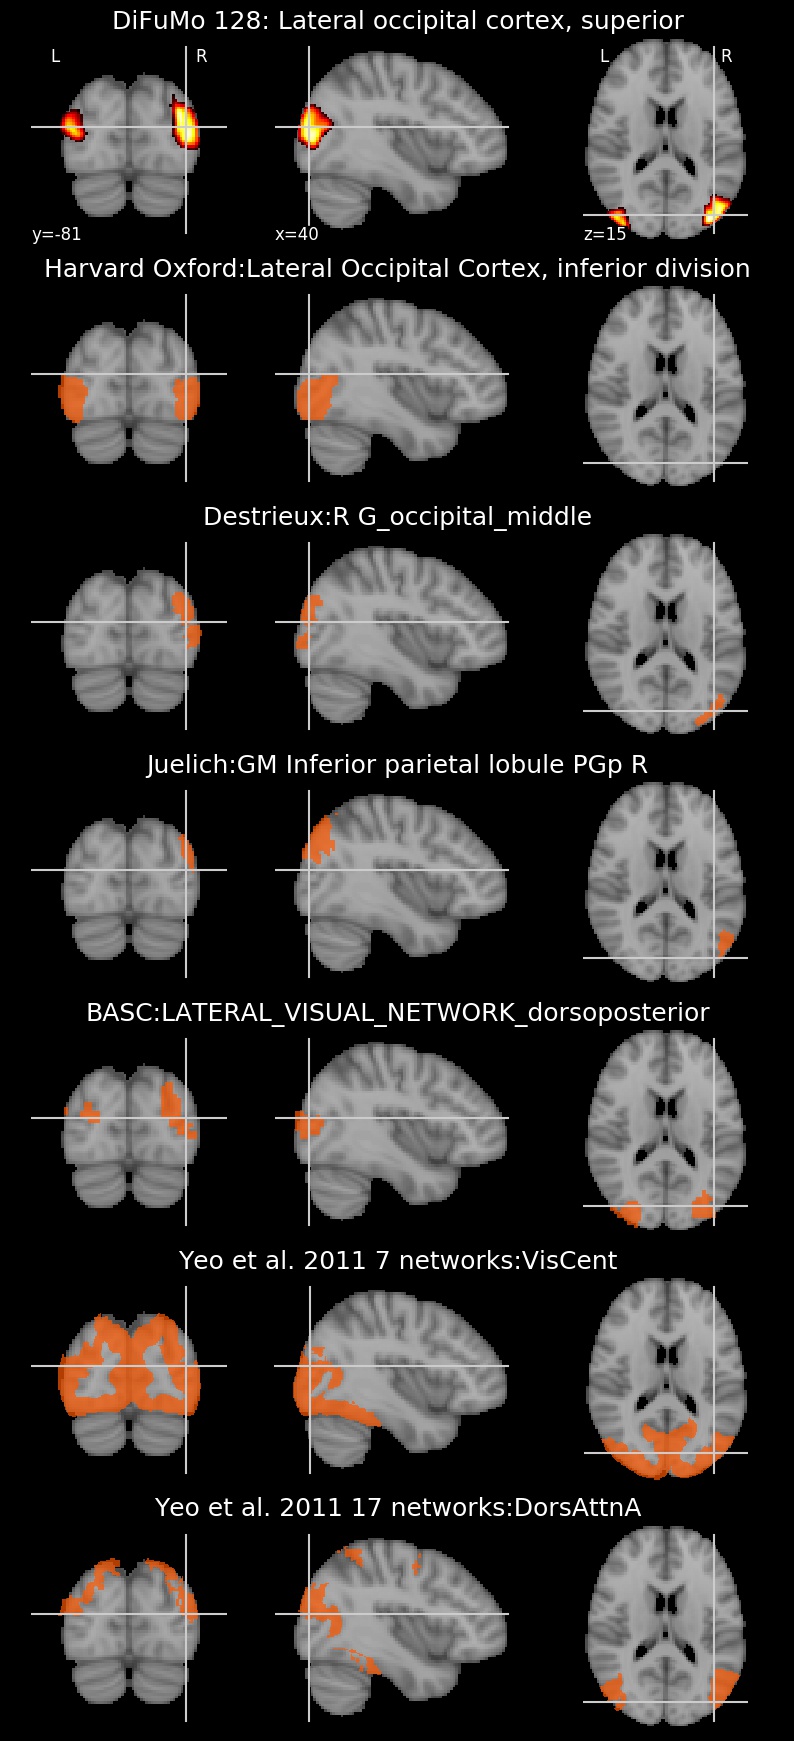 DiFuMo 128: Lateral occipital cortex, superior
L R L R
y=-81 x=40 z=15
Harvard Oxford:Lateral Occipital Cortex, inferior division
Destrieux:R G_occipital_middle
Juelich:GM Inferior parietal lobule PGp R
BASC:LATERAL_VISUAL_NETWORK_dorsoposterior
Yeo et al. 2011 7 networks:VisCent
Yeo et al. 2011 17 networks:DorsAttnA